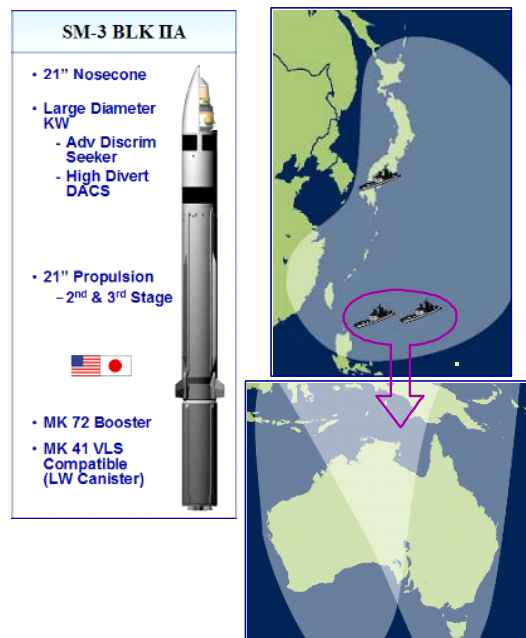 SM-3 BLK IIA
• 21” Nosecone
• Large Diameter
KW
- Adv Discrim
Seeker
- High Divert
DACS
• 21” Propulsion
– 2nd & 3rd Stage
• MK 72 Booster
• MK 41 VLS
Compatible
(LW Canister)